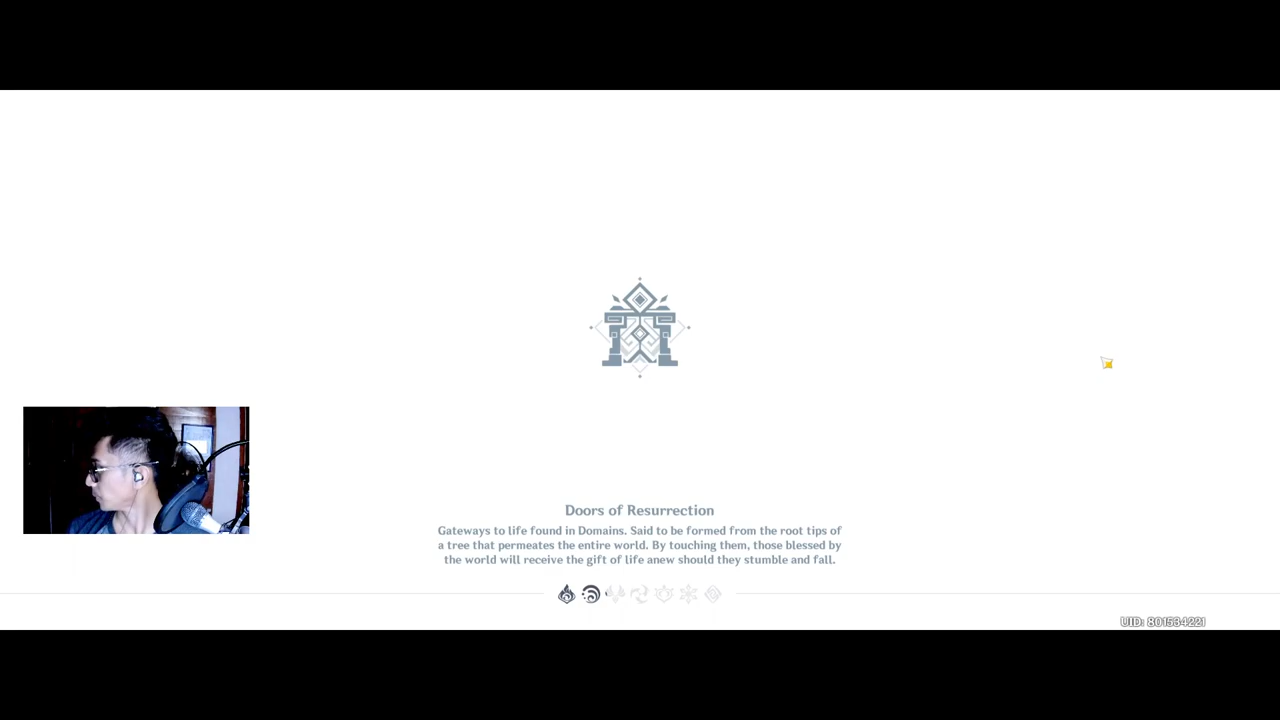 Doors of Resurrection
Gateways to life found in Domains. Said to be formed from the root tips of
a tree that permeates the entire world. By touching them, those blessed by
the world will receive the gift of life anew should they stumble and fall.
UID: 801534221